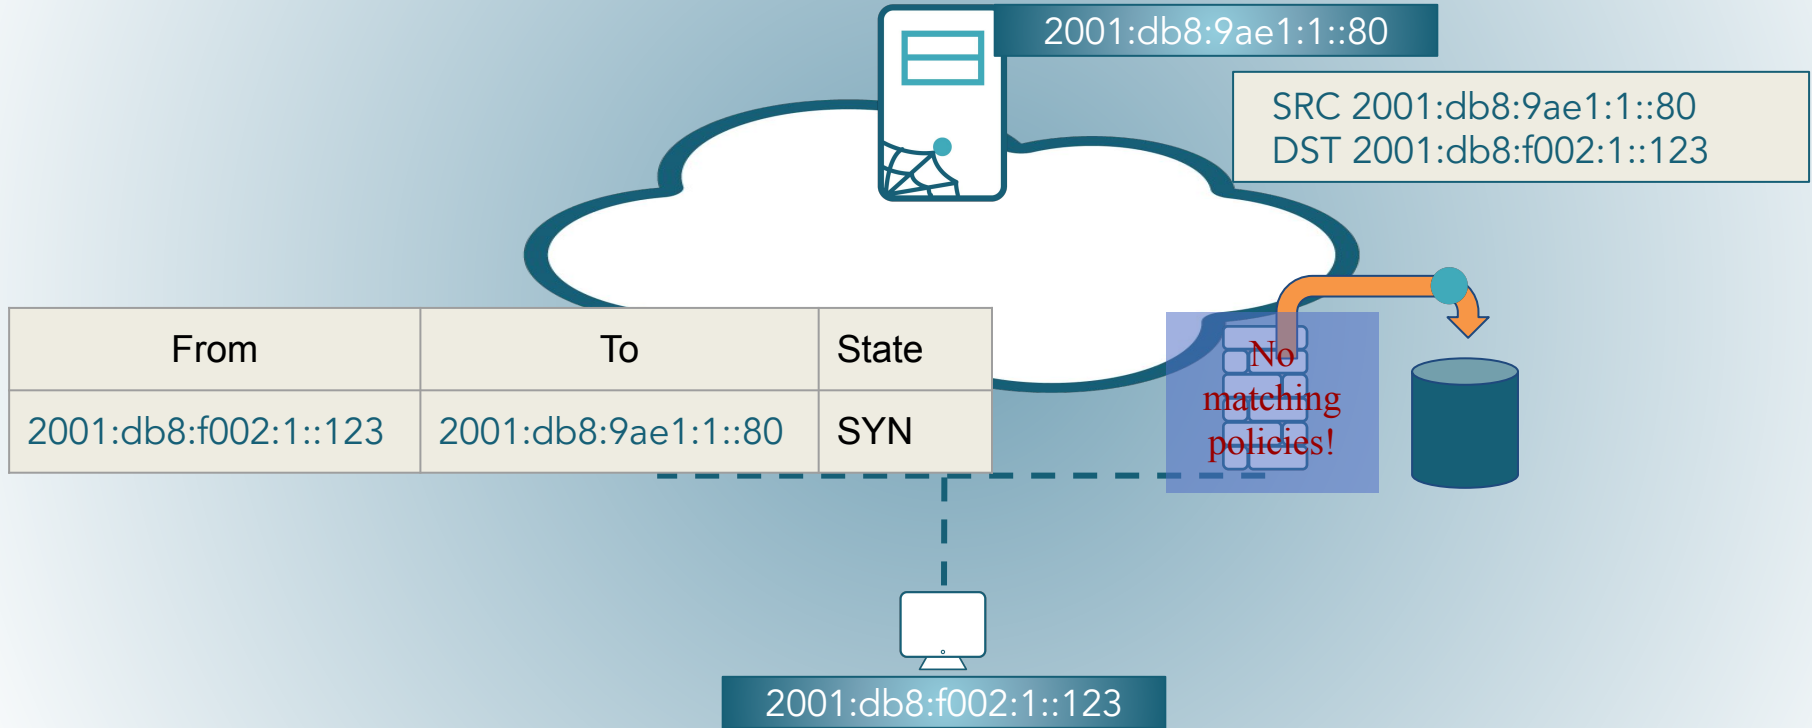 2001:db8:9ae1:1::80
SRC 2001:db8:9ae1:1::80
DST 2001:db8:f002:1::123
From To State
2001:db8:f002:1::123 2001:db8:9ae1:1::80 SYN
No
matching
policies!
2001:db8:f002:1::123